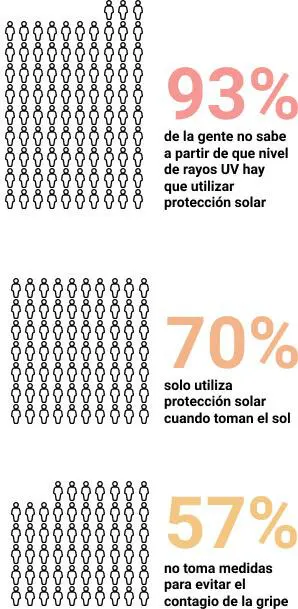 93%
de la gente no sabe
a partir de que nivel
de rayos UV hay
que utilizar
protección solar
70%
solo utiliza
protección solar
cuando toman el sol
57%
no toma medidas
para evitar el
contagio de la gripe